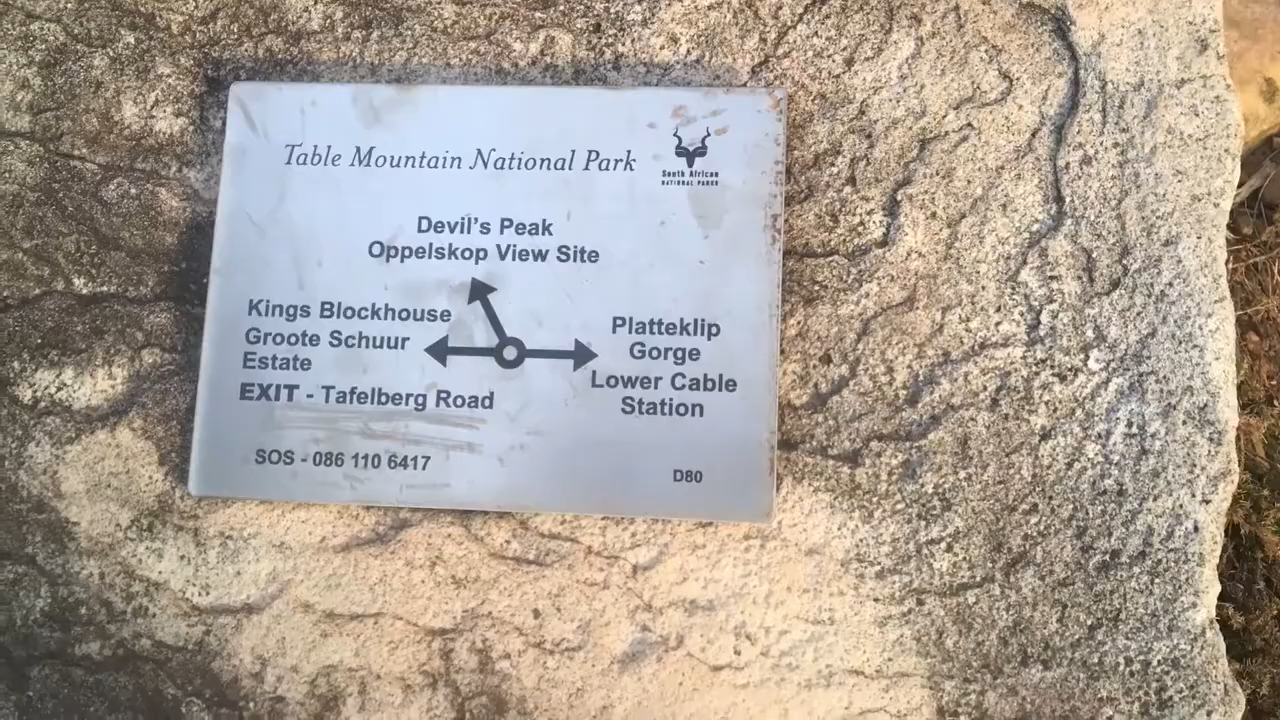 Table Mountain National Park
South African
NATIONAL PARKS
Devil's Peak
Oppelskop View Site
Kings Blockhouse
Groote Schuur
Estate
EXIT - Tafelberg Road
Platteklip
Gorge
Lower Cable
Station
SOS - 086 110 6417
D80